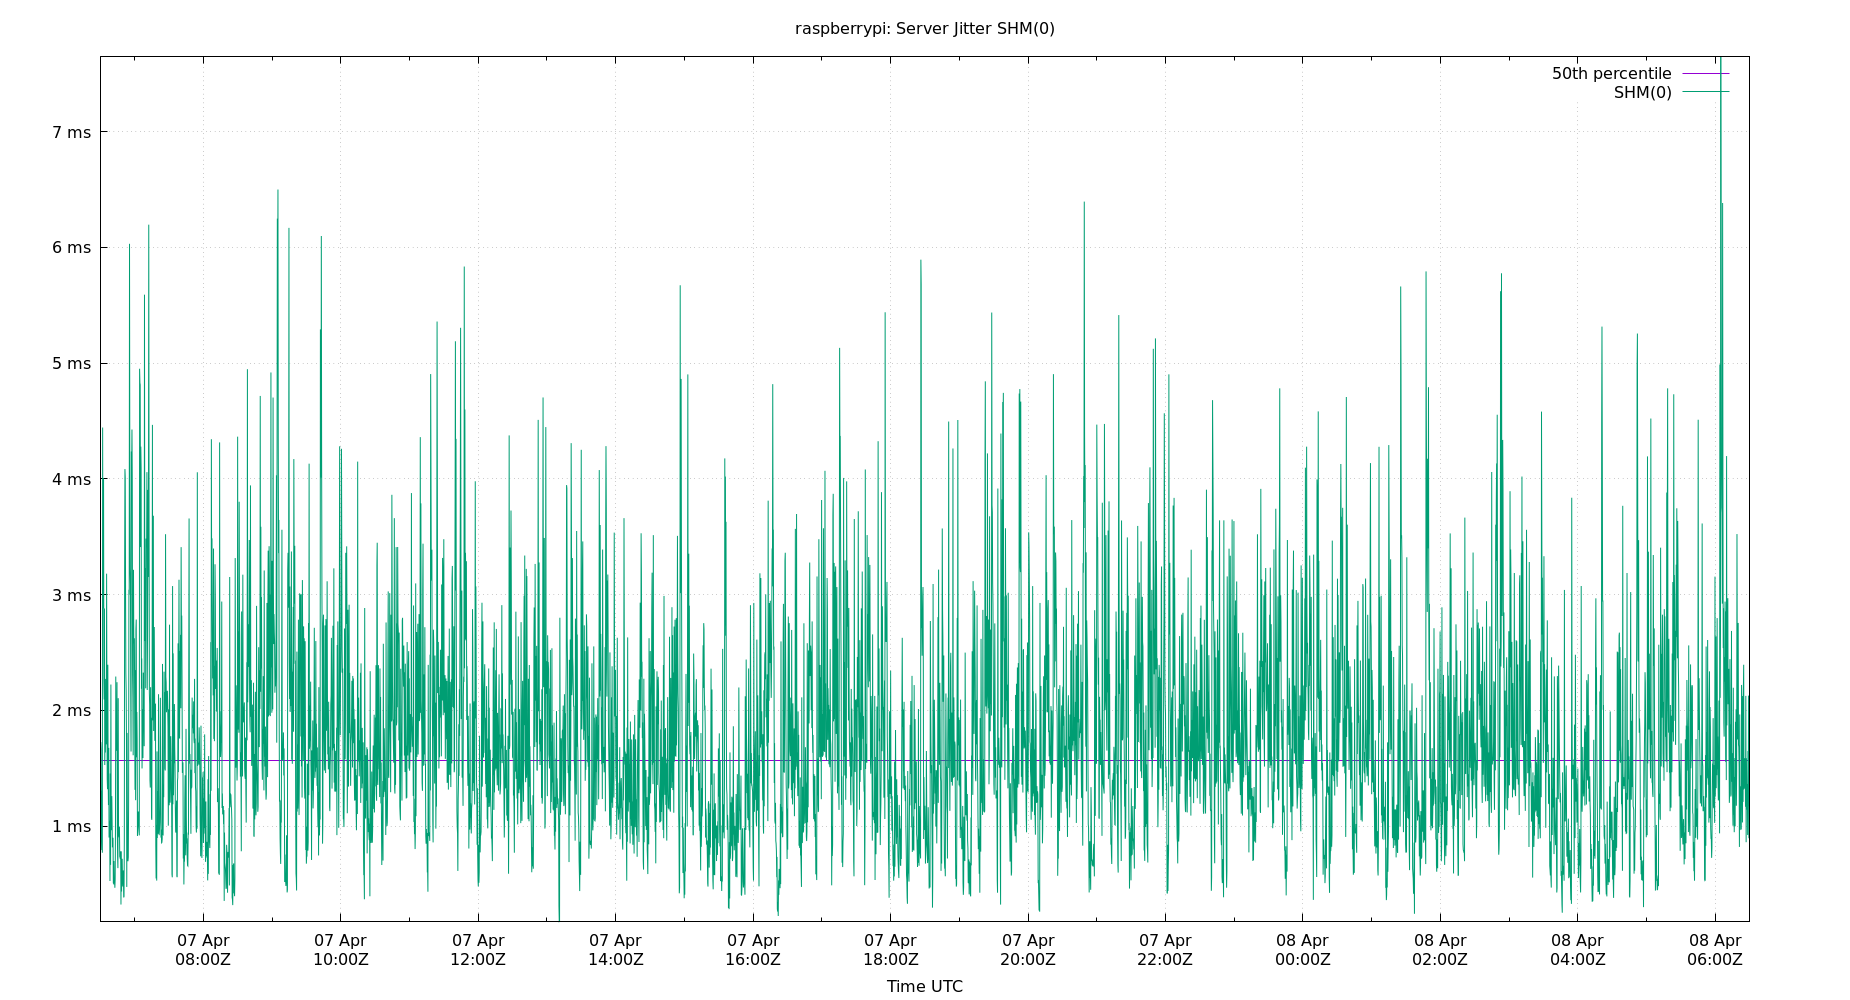 raspberrypi: Server Jitter SHM(0)
50th percentile
SHM(0)
7 ms
6 ms
5 ms
4 ms
3 ms
2 ms
1 ms
07 Apr 07 Apr 07 Apr 07 Apr 07 Apr 07 Apr 07 Apr 07 Apr 08 Apr 08 Apr 08 Apr 08 Apr
08:00Z 10:00Z 12:00Z 14:00Z 16:00Z 18:00Z 20:00Z 22:00Z 00:00Z 02:00Z 04:00Z 06:00Z
Time UTC